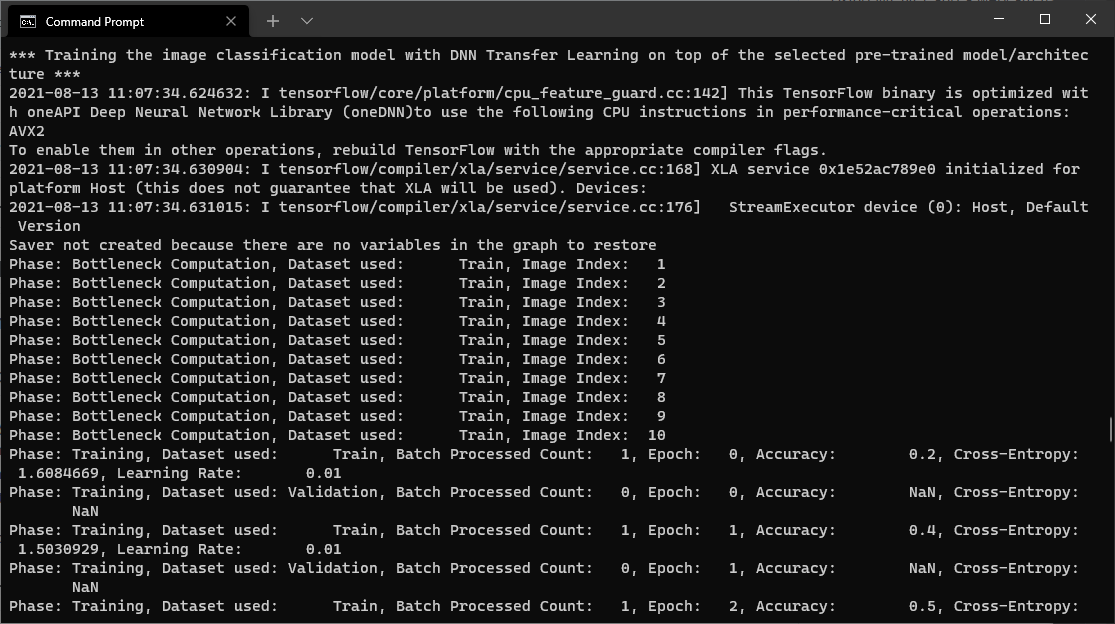 Command Prompt
*** Training the image classification model with DNN Transfer Learning on top of the selected pre-trained model/architec
ture ***
2021-08-13 11:07:34.624632: I tensorflow/core/platform/cpu_feature_guard.cc:142] This TensorFlow binary is optimized wit
h oneAPI Deep Neural Network Library (oneDNN)to use the following CPU instructions in performance-critical operations:
AVX2
To enable them in other operations, rebuild TensorFlow with the appropriate compiler flags.
2021-08-13 11:07:34.630904: I tensorflow/compiler/xla/service/service.cc:168] XLA service 0x1e52ac789e0 initialized for
platform Host (this does not guarantee that XLA will be used). Devices:
2021-08-13 11:07:34.631015: I tensorflow/compiler/xla/service/service.cc:176]   StreamExecutor device (0): Host, Default
 Version
Saver not created because there are no variables in the graph to restore
Phase: Bottleneck Computation, Dataset used:      Train, Image Index:   1
Phase: Bottleneck Computation, Dataset used:      Train, Image Index:   2
Phase: Bottleneck Computation, Dataset used:      Train, Image Index:   3
Phase: Bottleneck Computation, Dataset used:      Train, Image Index:   4
Phase: Bottleneck Computation, Dataset used:      Train, Image Index:   5
Phase: Bottleneck Computation, Dataset used:      Train, Image Index:   6
Phase: Bottleneck Computation, Dataset used:      Train, Image Index:   7
Phase: Bottleneck Computation, Dataset used:      Train, Image Index:   8
Phase: Bottleneck Computation, Dataset used:      Train, Image Index:   9
Phase: Bottleneck Computation, Dataset used:      Train, Image Index:  10
Phase: Training, Dataset used:      Train, Batch Processed Count:   1, Epoch:   0, Accuracy:        0.2, Cross-Entropy:
 1.6084669, Learning Rate:       0.01
Phase: Training, Dataset used: Validation, Batch Processed Count:   0, Epoch:   0, Accuracy:        NaN, Cross-Entropy:
       NaN
Phase: Training, Dataset used:      Train, Batch Processed Count:   1, Epoch:   1, Accuracy:        0.4, Cross-Entropy:
 1.5030929, Learning Rate:       0.01
Phase: Training, Dataset used: Validation, Batch Processed Count:   0, Epoch:   1, Accuracy:        NaN, Cross-Entropy:
       NaN
Phase: Training, Dataset used:      Train, Batch Processed Count:   1, Epoch:   2, Accuracy:        0.5, Cross-Entropy: